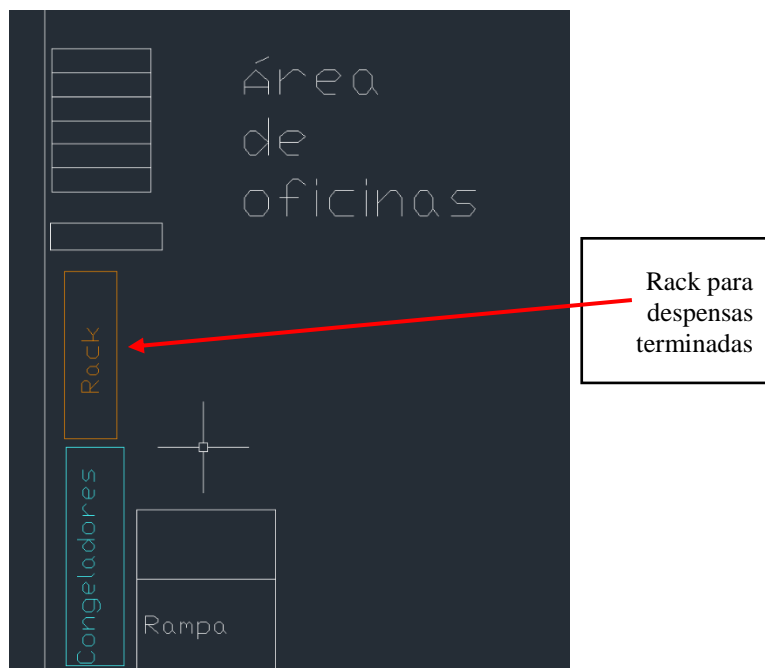 Área
de
oficinas
Rack para
despensas
terminadas
Rack
Congeladores
Rampa